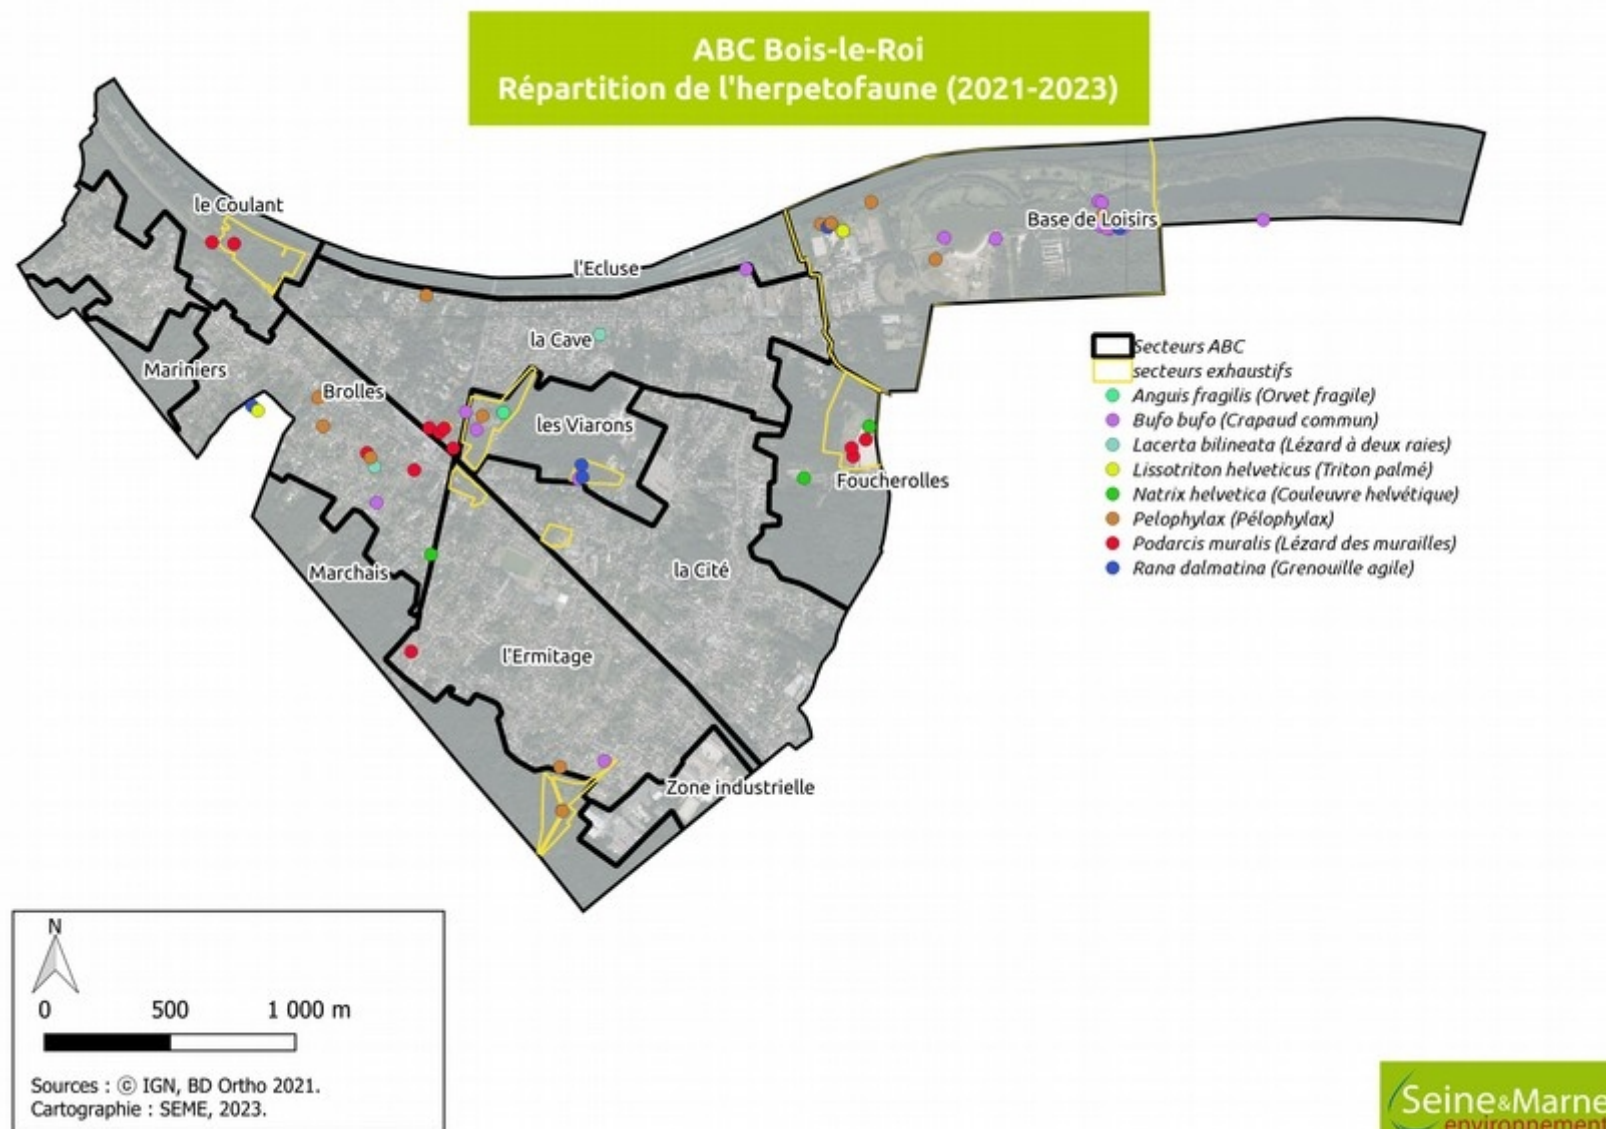 ABC Bois-le-Roi
Répartition de l'herpetofaune (2021-2023)
le Coulant
l'Ecluse
Base de Loisirs
la Cave
Mariniers
Brolles
les Viarons
Foucherolles
Marchais
la Cité
l'Ermitage
Zone industrielle
Secteurs ABC
secteurs exhaustifs
Anguis fragilis (Orvet fragile)
Bufo bufo (Crapaud commun)
Lacerta bilineata (Lézard à deux raies)
Lissotriton helveticus (Triton palmé)
Natrix helvetica (Couleuvre helvétique)
Pelophylax (Pélophylax)
Podarcis muralis (Lézard des murailles)
Rana dalmatina (Grenouille agile)
N
0 500 1 000 m
Sources : © IGN, BD Ortho 2021.
Cartographie : SEME, 2023.
Seine&Marne
environnement